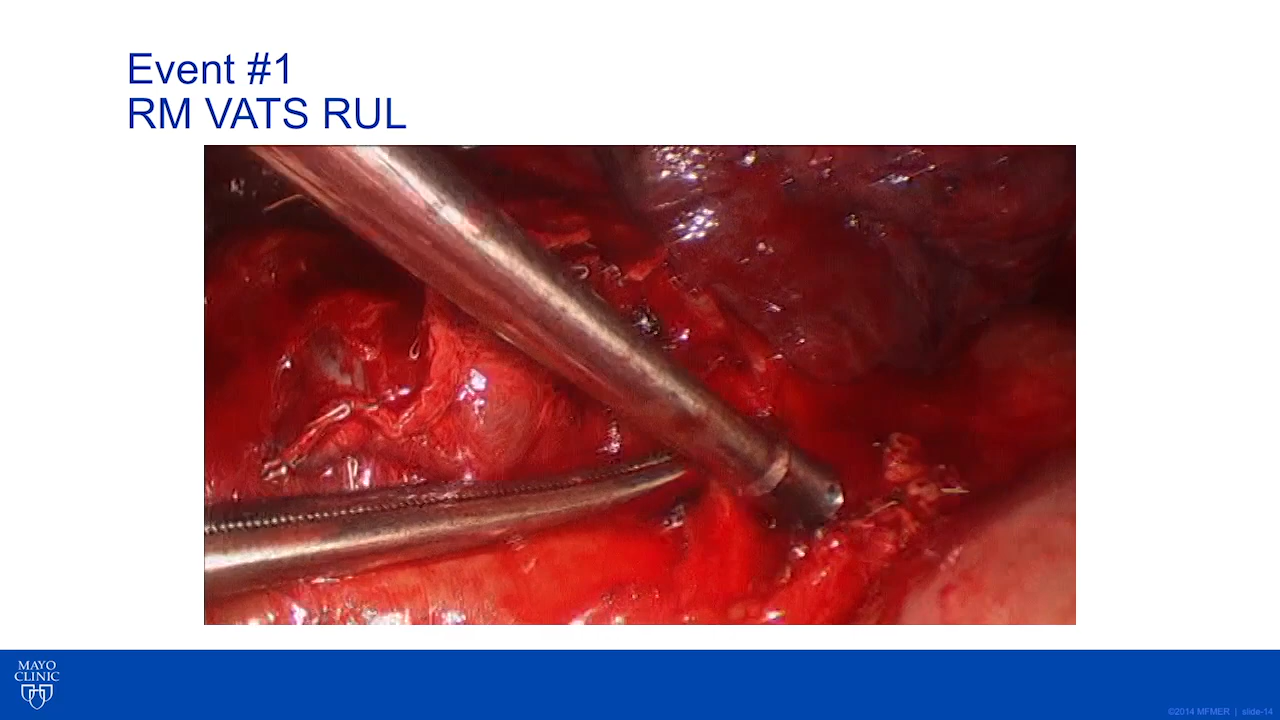 Event #1
RM VATS RUL
MAYO
CLINIC
©2014 MFMER | slide-14